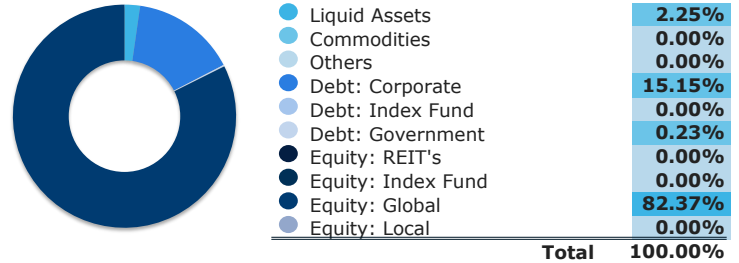 Liquid Assets 2.25%
Commodities 0.00%
Others 0.00%
Debt: Corporate 15.15%
Debt: Index Fund 0.00%
Debt: Government 0.23%
Equity: REIT's 0.00%
Equity: Index Fund 0.00%
Equity: Global 82.37%
Equity: Local 0.00%
Total 100.00%